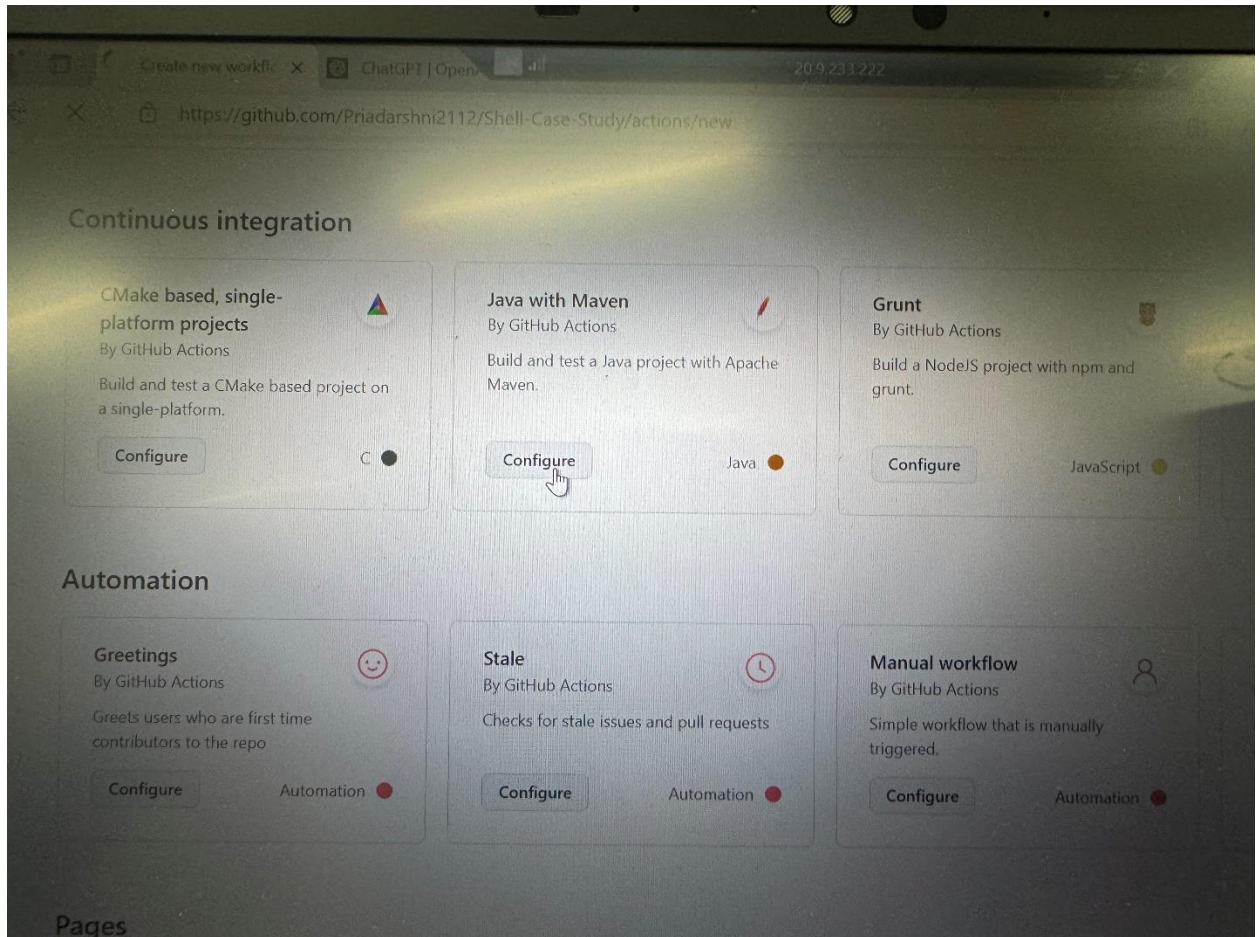 Create new workflc
ChatGPT | Open
20.9.233.222
https://github.com/Priadarshni2112/Shell-Case-Study/actions/new
Continuous integration
CMake based, single-
platform projects
By GitHub Actions
Build and test a CMake based project on
a single-platform.
Configure
C
Java with Maven
By GitHub Actions
Build and test a Java project with Apache
Maven.
Configure
Java
Grunt
By GitHub Actions
Build a NodeJS project with npm and
grunt.
Configure
JavaScript
Automation
Greetings
By GitHub Actions
Greets users who are first time
contributors to the repo
Configure
Automation
Stale
By GitHub Actions
Checks for stale issues and pull requests
Configure
Automation
Manual workflow
By GitHub Actions
Simple workflow that is manually
triggered.
Configure
Automation
Pages